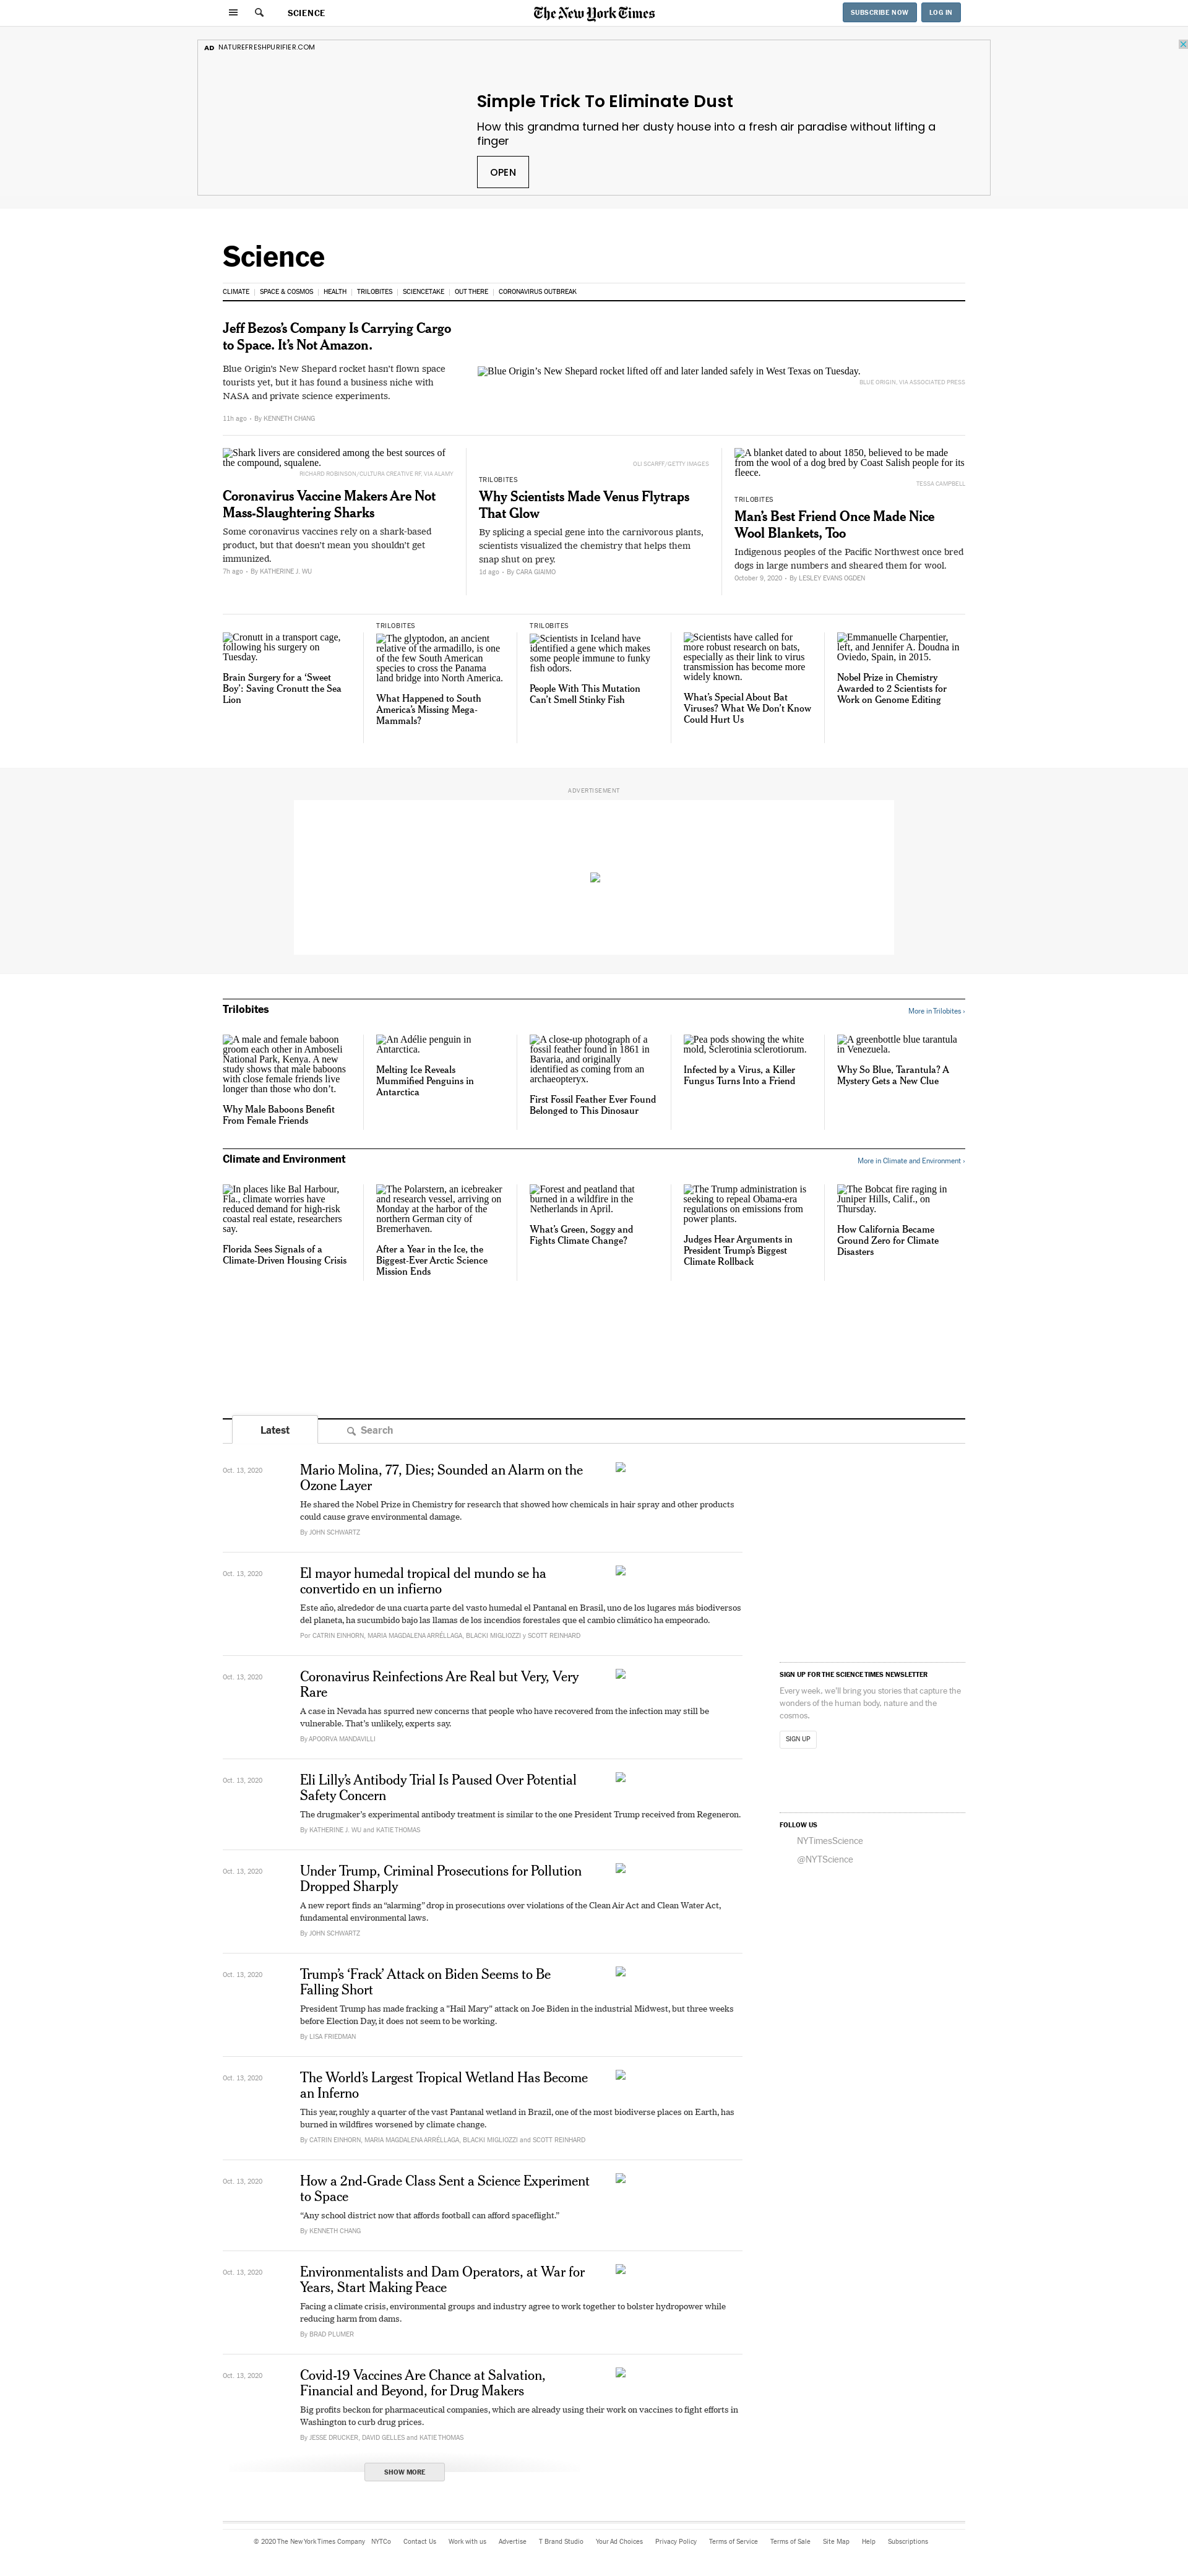 SCIENCE
The New York Times
SUBSCRIBE NOW
LOG IN
AD NATUREFRESHPURIFIER.COM
Simple Trick To Eliminate Dust
How this grandma turned her dusty house into a fresh air paradise without lifting a
finger
OPEN
Science
CLIMATE | SPACE & COSMOS | HEALTH | TRILOBITES | SCIENCETAKE | OUT THERE | CORONAVIRUS OUTBREAK
Jeff Bezos’s Company Is Carrying Cargo
to Space. It’s Not Amazon.
Blue Origin’s New Shepard rocket hasn’t flown space
tourists yet, but it has found a business niche with
NASA and private science experiments.
11h ago • By KENNETH CHANG
Blue Origin’s New Shepard rocket lifted off and later landed safely in West Texas on Tuesday.
BLUE ORIGIN, VIA ASSOCIATED PRESS
Shark livers are considered among the best sources of
the compound, squalene.
RICHARD ROBINSON/CULTURA CREATIVE RF, VIA ALAMY
Coronavirus Vaccine Makers Are Not
Mass-Slaughtering Sharks
Some coronavirus vaccines rely on a shark-based
product, but that doesn’t mean you shouldn’t get
immunized.
7h ago • By KATHERINE J. WU
OLI SCARFF/GETTY IMAGES
TRILOBITES
Why Scientists Made Venus Flytraps
That Glow
By splicing a special gene into the carnivorous plants,
scientists visualized the chemistry that helps them
snap shut on prey.
1d ago • By CARA GIAIMO
A blanket dated to about 1850, believed to be made
from the wool of a dog bred by Coast Salish people for its
fleece.
TESSA CAMPBELL
TRILOBITES
Man’s Best Friend Once Made Nice
Wool Blankets, Too
Indigenous peoples of the Pacific Northwest once bred
dogs in large numbers and sheared them for wool.
October 9, 2020 • By LESLEY EVANS OGDEN
Cronutt in a transport cage,
following his surgery on
Tuesday.
Brain Surgery for a ‘Sweet
Boy’: Saving Cronutt the Sea
Lion
TRILOBITES
The glyptodon, an ancient
relative of the armadillo, is one
of the few South American
species to cross the Panama
land bridge into North America.
What Happened to South
America’s Missing Mega-
Mammals?
TRILOBITES
Scientists in Iceland have
identified a gene which makes
some people immune to funky
fish odors.
People With This Mutation
Can’t Smell Stinky Fish
Scientists have called for
more robust research on bats,
especially as their link to virus
transmission has become more
widely known.
What’s Special About Bat
Viruses? What We Don’t Know
Could Hurt Us
Emmanuelle Charpentier,
left, and Jennifer A. Doudna in
Oviedo, Spain, in 2015.
Nobel Prize in Chemistry
Awarded to 2 Scientists for
Work on Genome Editing
ADVERTISEMENT
Trilobites
More in Trilobites ›
A male and female baboon
groom each other in Amboseli
National Park, Kenya. A new
study shows that male baboons
with close female friends live
longer than those who don’t.
Why Male Baboons Benefit
From Female Friends
An Adélie penguin in
Antarctica.
Melting Ice Reveals
Mummified Penguins in
Antarctica
A close-up photograph of a
fossil feather found in 1861 in
Bavaria, and originally
identified as coming from an
archaeopteryx.
First Fossil Feather Ever Found
Belonged to This Dinosaur
Pea pods showing the white
mold, Sclerotinia sclerotiorum.
Infected by a Virus, a Killer
Fungus Turns Into a Friend
A greenbottle blue tarantula
in Venezuela.
Why So Blue, Tarantula? A
Mystery Gets a New Clue
Climate and Environment
More in Climate and Environment ›
In places like Bal Harbour,
Fla., climate worries have
reduced demand for high-risk
coastal real estate, researchers
say.
Florida Sees Signals of a
Climate-Driven Housing Crisis
The Polarstern, an icebreaker
and research vessel, arriving on
Monday at the harbor of the
northern German city of
Bremerhaven.
After a Year in the Ice, the
Biggest-Ever Arctic Science
Mission Ends
Forest and peatland that
burned in a wildfire in the
Netherlands in April.
What’s Green, Soggy and
Fights Climate Change?
The Trump administration is
seeking to repeal Obama-era
regulations on emissions from
power plants.
Judges Hear Arguments in
President Trump’s Biggest
Climate Rollback
The Bobcat fire raging in
Juniper Hills, Calif., on
Thursday.
How California Became
Ground Zero for Climate
Disasters
Latest
Search
Oct. 13, 2020
Mario Molina, 77, Dies; Sounded an Alarm on the
Ozone Layer
He shared the Nobel Prize in Chemistry for research that showed how chemicals in hair spray and other products
could cause grave environmental damage.
By JOHN SCHWARTZ
Oct. 13, 2020
El mayor humedal tropical del mundo se ha
convertido en un infierno
Este año, alrededor de una cuarta parte del vasto humedal el Pantanal en Brasil, uno de los lugares más biodiversos
del planeta, ha sucumbido bajo las llamas de los incendios forestales que el cambio climático ha empeorado.
Por CATRIN EINHORN, MARIA MAGDALENA ARRÉLLAGA, BLACKI MIGLIOZZI y SCOTT REINHARD
Oct. 13, 2020
Coronavirus Reinfections Are Real but Very, Very
Rare
A case in Nevada has spurred new concerns that people who have recovered from the infection may still be
vulnerable. That’s unlikely, experts say.
By APOORVA MANDAVILLI
Oct. 13, 2020
Eli Lilly’s Antibody Trial Is Paused Over Potential
Safety Concern
The drugmaker’s experimental antibody treatment is similar to the one President Trump received from Regeneron.
By KATHERINE J. WU and KATIE THOMAS
Oct. 13, 2020
Under Trump, Criminal Prosecutions for Pollution
Dropped Sharply
A new report finds an “alarming” drop in prosecutions over violations of the Clean Air Act and Clean Water Act,
fundamental environmental laws.
By JOHN SCHWARTZ
Oct. 13, 2020
Trump’s ‘Frack’ Attack on Biden Seems to Be
Falling Short
President Trump has made fracking a "Hail Mary" attack on Joe Biden in the industrial Midwest, but three weeks
before Election Day, it does not seem to be working.
By LISA FRIEDMAN
Oct. 13, 2020
The World’s Largest Tropical Wetland Has Become
an Inferno
This year, roughly a quarter of the vast Pantanal wetland in Brazil, one of the most biodiverse places on Earth, has
burned in wildfires worsened by climate change.
By CATRIN EINHORN, MARIA MAGDALENA ARRÉLLAGA, BLACKI MIGLIOZZI and SCOTT REINHARD
Oct. 13, 2020
How a 2nd-Grade Class Sent a Science Experiment
to Space
“Any school district now that affords football can afford spaceflight.”
By KENNETH CHANG
Oct. 13, 2020
Environmentalists and Dam Operators, at War for
Years, Start Making Peace
Facing a climate crisis, environmental groups and industry agree to work together to bolster hydropower while
reducing harm from dams.
By BRAD PLUMER
Oct. 13, 2020
Covid-19 Vaccines Are Chance at Salvation,
Financial and Beyond, for Drug Makers
Big profits beckon for pharmaceutical companies, which are already using their work on vaccines to fight efforts in
Washington to curb drug prices.
By JESSE DRUCKER, DAVID GELLES and KATIE THOMAS
SHOW MORE
SIGN UP FOR THE SCIENCE TIMES NEWSLETTER
Every week, we’ll bring you stories that capture the
wonders of the human body, nature and the
cosmos.
SIGN UP
FOLLOW US
NYTimesScience
@NYTScience
© 2020 The New York Times Company NYTCo Contact Us Work with us Advertise T Brand Studio Your Ad Choices Privacy Policy Terms of Service Terms of Sale Site Map Help Subscriptions